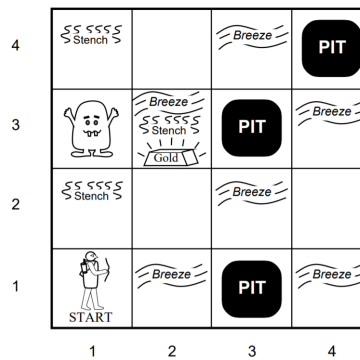 4
Stench
Breeze
PIT
3
Breeze
Stench
Gold
PIT
Breeze
2
Stench
Breeze
1
START
Breeze
PIT
Breeze
1 2 3 4